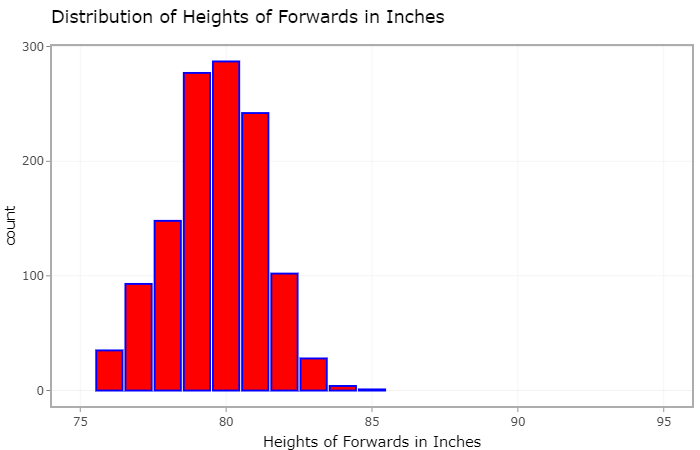 Distribution of Heights of Forwards in Inches
300
200
100
0
count
75 80 85 90 95
Heights of Forwards in Inches